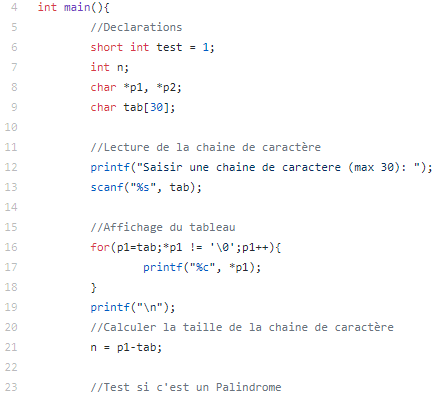 4 int main(){
5 //Declarations
6 short int test = 1;
7 int n;
8 char *p1, *p2;
9 char tab[30];
10
11 //Lecture de la chaine de caractère
12 printf("Saisir une chaine de caractere (max 30): ");
13 scanf("%s", tab);
14
15 //Affichage du tableau
16 for(p1=tab;*p1 != '\0';p1++){
17 printf("%c", *p1);
18 }
19 printf("\n");
20 //Calculer la taille de la chaine de caractère
21 n = p1-tab;
22
23 //Test si c'est un Palindrome